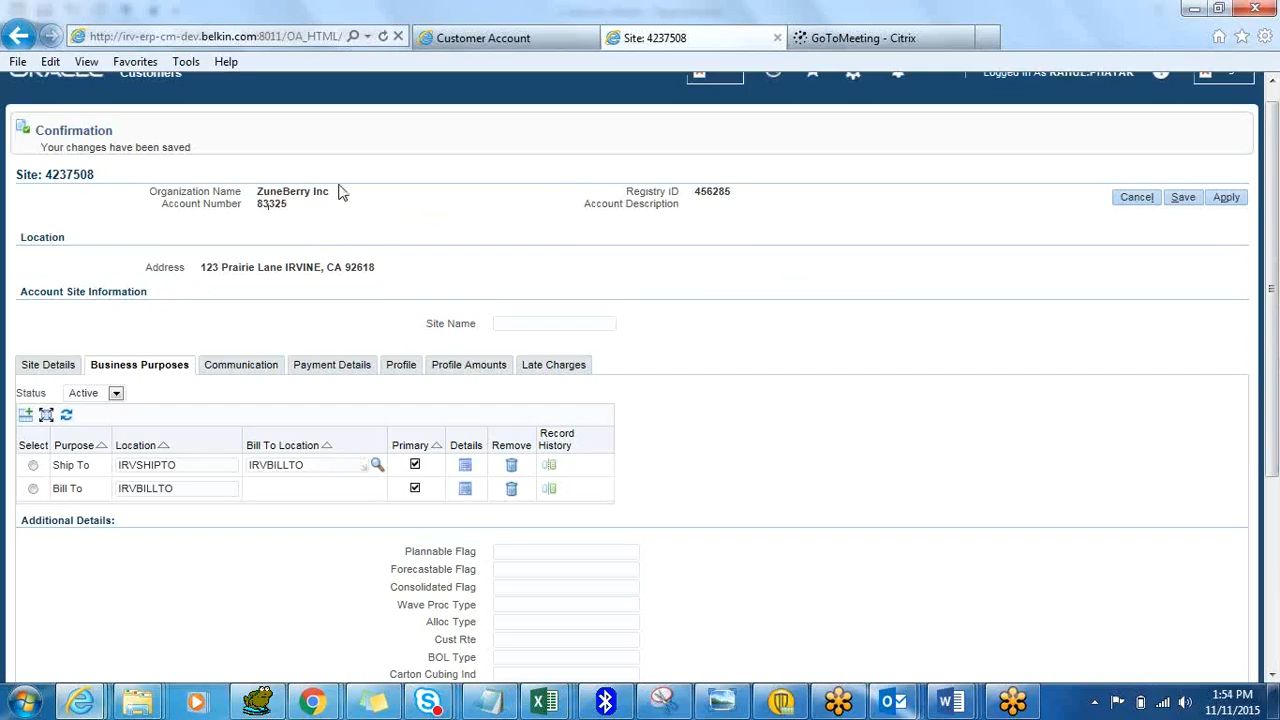 http://irv-erp-cm-dev.belkin.com:8011/OA_HTML/
Customer Account
Site: 4237508
GoToMeeting - Citrix
File Edit View Favorites Tools Help
ORACLE Customers
Logged In As RAHUL.PHATAK
Confirmation
Your changes have been saved
Site: 4237508
Organization Name ZuneBerry Inc Registry ID 456285
Account Number 83325 Account Description
Cancel Save Apply
Location
Address 123 Prairie Lane IRVINE, CA 92618
Account Site Information
Site Name
Site Details Business Purposes Communication Payment Details Profile Profile Amounts Late Charges
Status Active
Select Purpose Location Bill To Location Primary Details Remove Record History
Ship To IRVSHIPTO IRVBILLTO
Bill To IRVBILLTO
Additional Details:
Plannable Flag
Forecastable Flag
Consolidated Flag
Wave Proc Type
Alloc Type
Cust Rte
BOL Type
Carton Cubing Ind
1:54 PM
11/11/2015